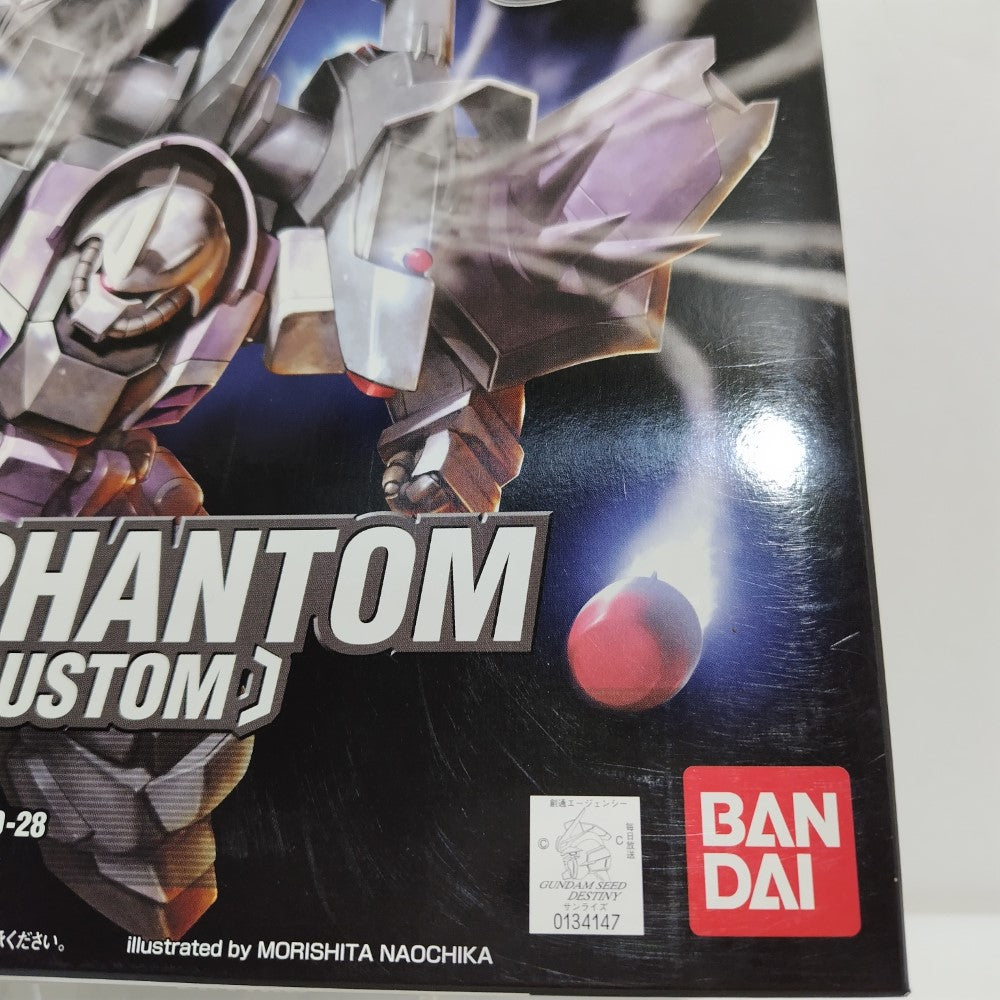 PHANTOM
USTOM】
-28
ください。
illustrated by MORISHITA NAOCHIKA
創通エージェンシー
© C
GUNDAM SEED
DESTINY
サンライズ
0134147
BAN
DAI